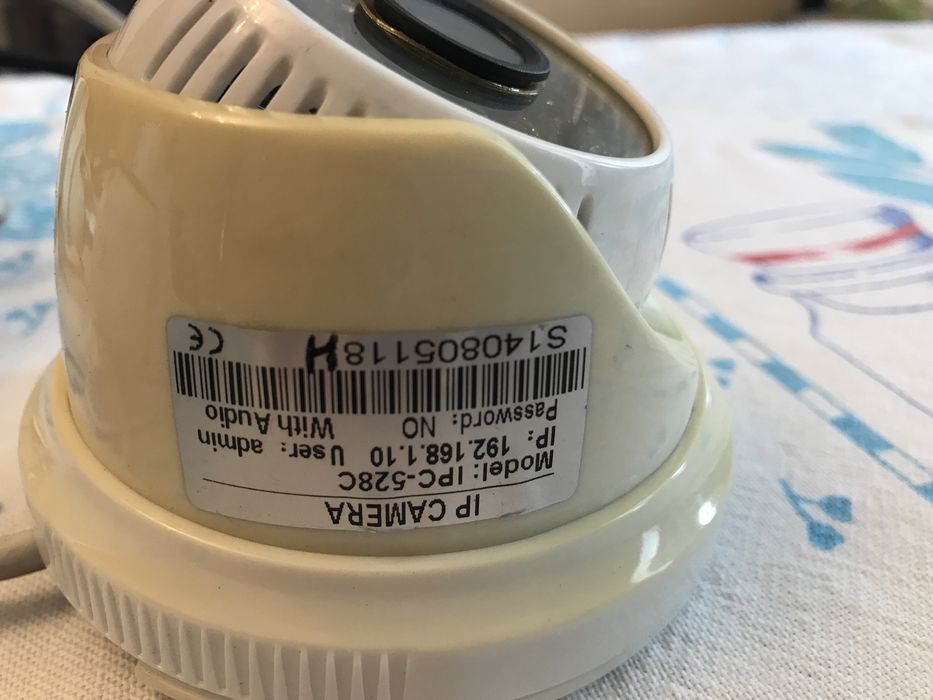 IP CAMERA
Model: IPC-528C
IP: 192.168.1.10 User: admin
Password: NO With Audio
S140805118 H CE